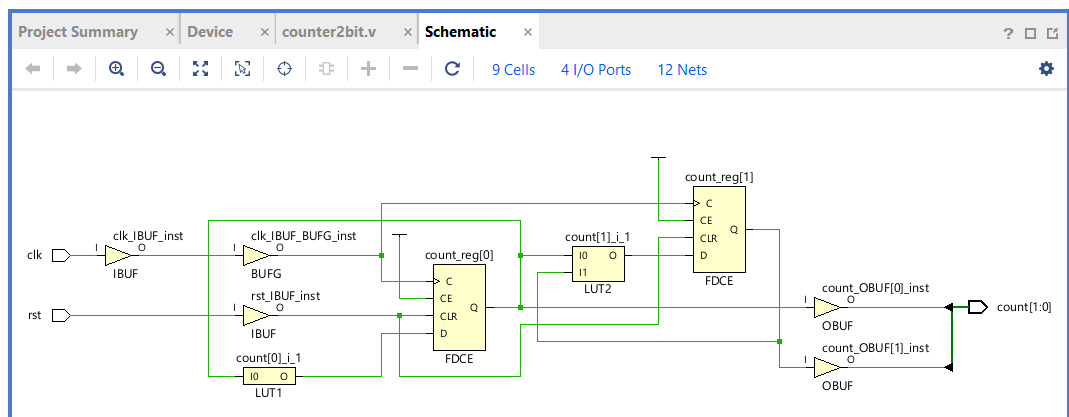 Project Summary × Device × counter2bit.v × Schematic × ?
9 Cells 4 I/O Ports 12 Nets
count_reg[1]
C
CE
CLR
D
Q
FDCE
clk
I
clk_IBUF_inst
O
IBUF
I
clk_IBUF_BUFG_inst
O
BUFG
count_reg[0]
C
CE
CLR
D
Q
FDCE
count[1]_i_1
I0 O
I1
LUT2
rst
I
rst_IBUF_inst
O
IBUF
count[0]_i_1
I0 O
LUT1
I
count_OBUF[0]_inst
O
OBUF
count[1:0]
I
count_OBUF[1]_inst
O
OBUF